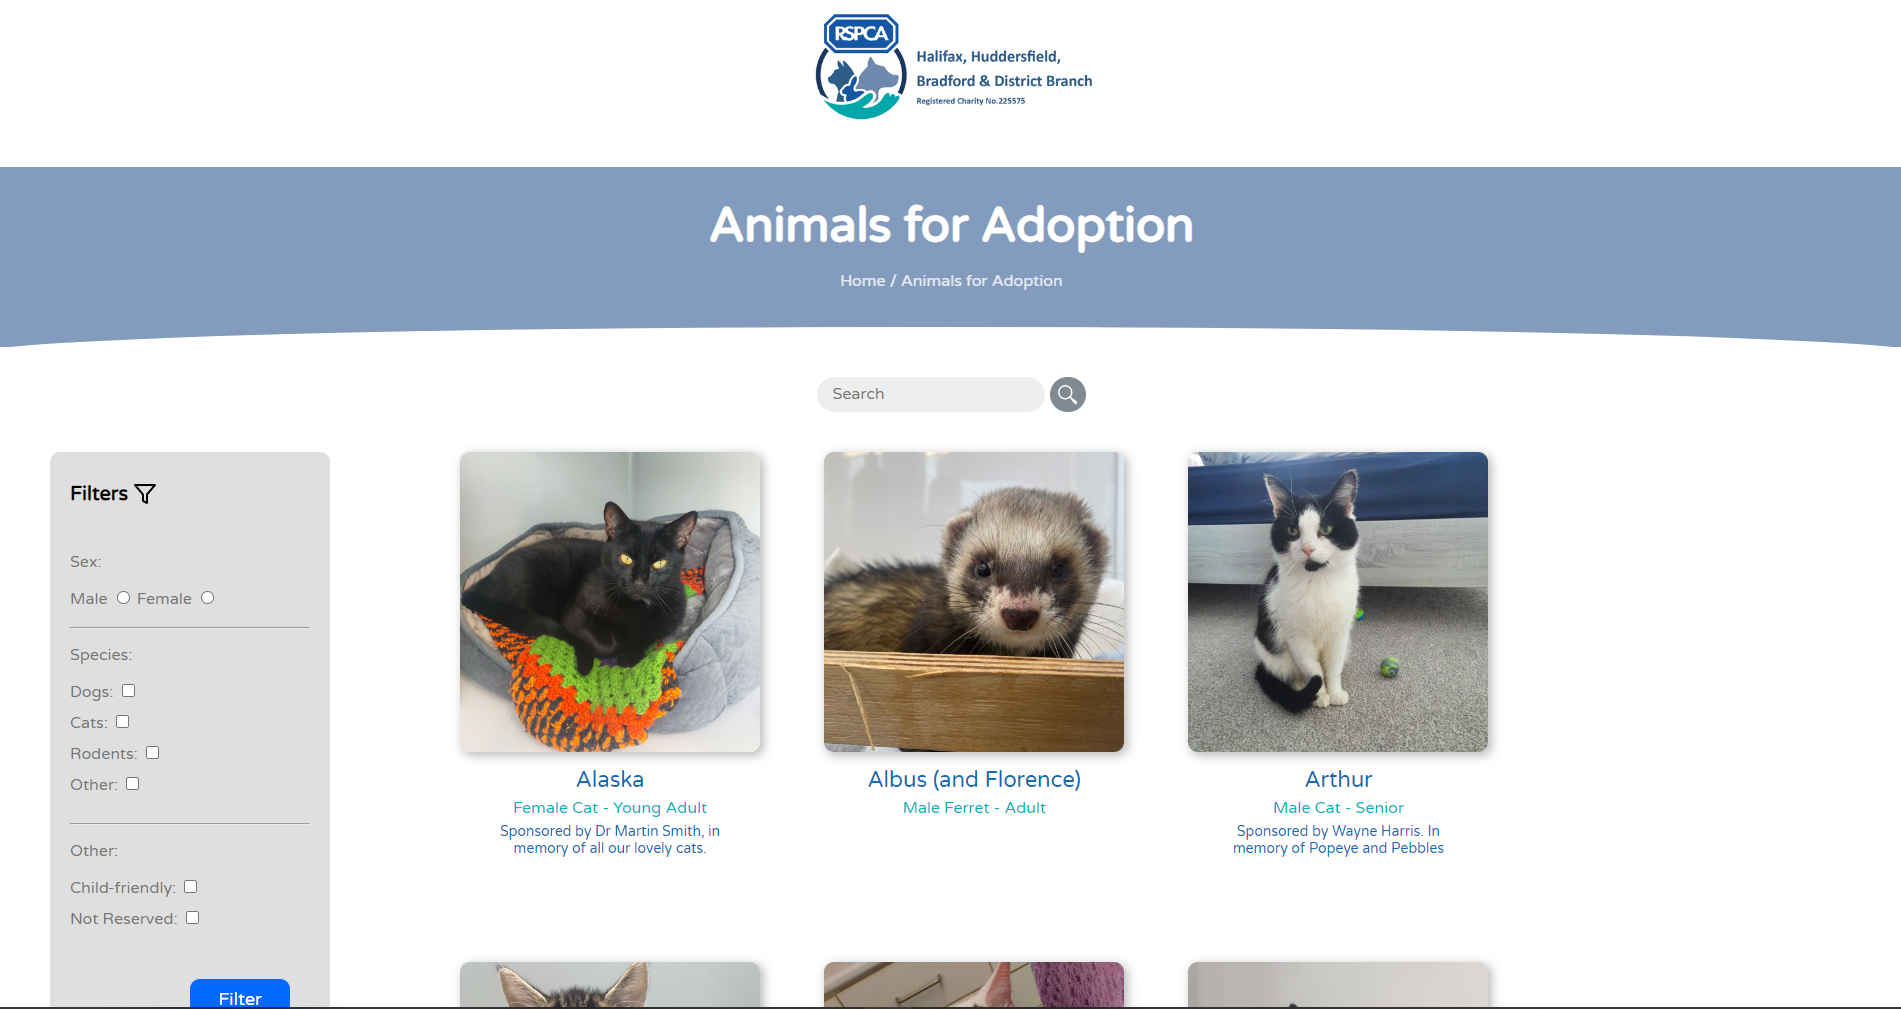 RSPCA
Halifax, Huddersfield,
Bradford & District Branch
Registered Charity No.225575
Animals for Adoption
Home / Animals for Adoption
Search
Filters
Sex:
Male Female
Species:
Dogs:
Cats:
Rodents:
Other:
Other:
Child-friendly:
Not Reserved:
Filter
Alaska
Female Cat - Young Adult
Sponsored by Dr Martin Smith, in
memory of all our lovely cats.
Albus (and Florence)
Male Ferret - Adult
Arthur
Male Cat - Senior
Sponsored by Wayne Harris. In
memory of Popeye and Pebbles